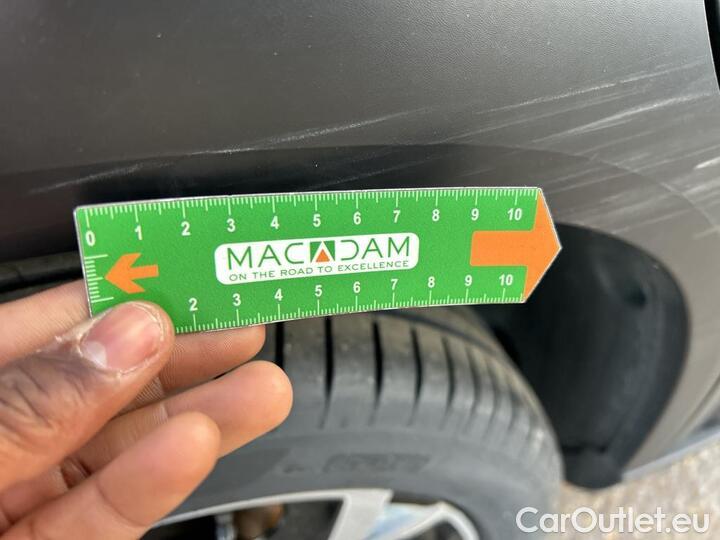 0 1 2 3 4 5 6 7 8 9 10
MACADAM
ON THE ROAD TO EXCELLENCE
2 3 4 5 6 7 8 9 10
CarOutlet.eu